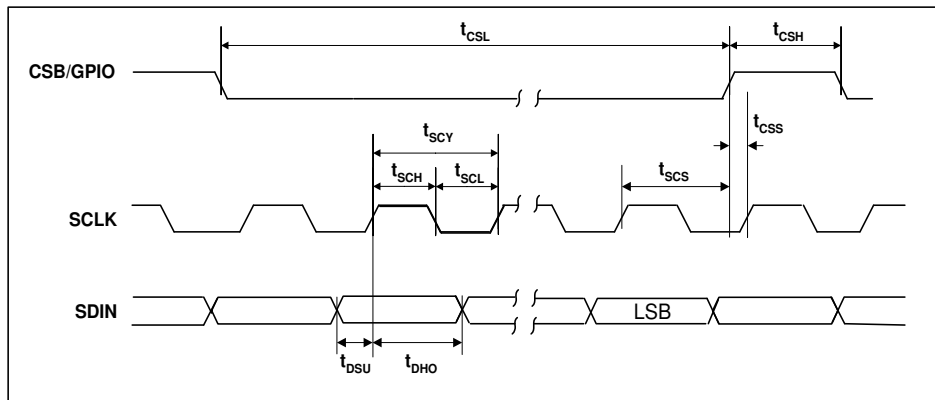 tCSL
tCSH
CSB/GPIO
tCSS
tSCY
tSCH
tSCL
tSCS
SCLK
SDIN
LSB
tDSU
tDHO